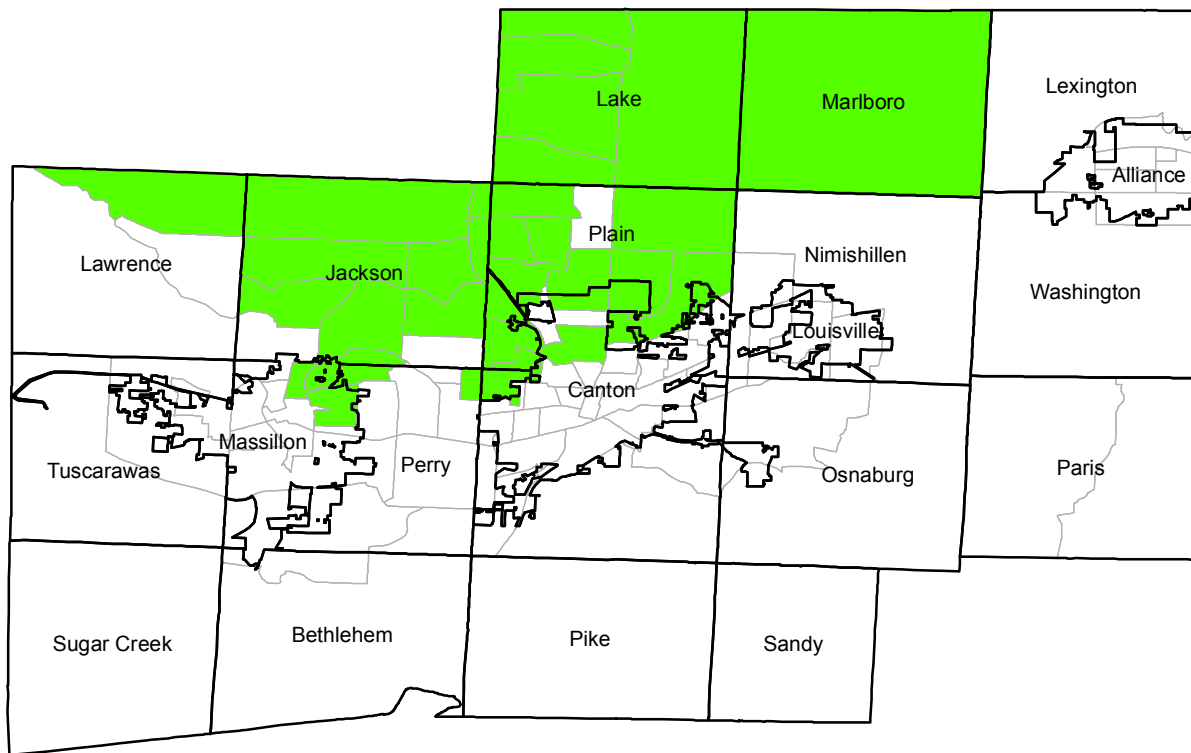 Lake
Marlboro
Lexington
Alliance
Plain
Nimishillen
Lawrence
Jackson
Washington
Louisville
Canton
Massillon
Perry
Tuscarawas
Osnaburg
Paris
Sugar Creek
Bethlehem
Pike
Sandy